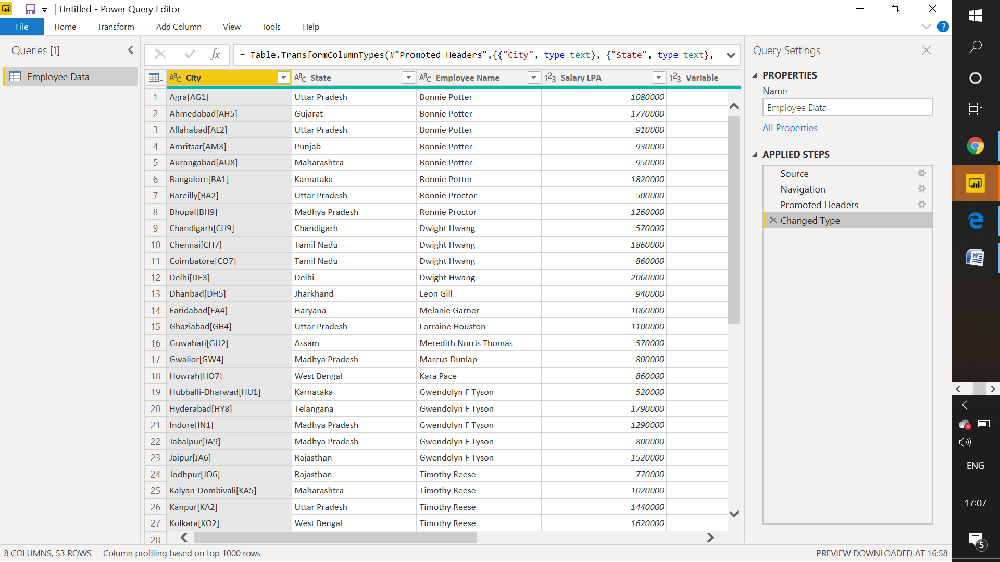 Untitled - Power Query Editor
File Home Transform Add Column View Tools Help
Queries [1]
Employee Data
fx = Table.TransformColumnTypes(#"Promoted Headers",{{"City", type text}, {"State", type text},
ABC City ABC State ABC Employee Name 123 Salary LPA 123 Variable
1 Agra[AG1] Uttar Pradesh Bonnie Potter 1080000
2 Ahmedabad[AH5] Gujarat Bonnie Potter 1770000
3 Allahabad[AL2] Uttar Pradesh Bonnie Potter 910000
4 Amritsar[AM3] Punjab Bonnie Potter 930000
5 Aurangabad[AU8] Maharashtra Bonnie Potter 950000
6 Bangalore[BA1] Karnataka Bonnie Potter 1820000
7 Bareilly[BA2] Uttar Pradesh Ronnie Proctor 500000
8 Bhopal[BH9] Madhya Pradesh Ronnie Proctor 1260000
9 Chandigarh[CH9] Chandigarh Dwight Hwang 570000
10 Chennai[CH7] Tamil Nadu Dwight Hwang 1860000
11 Coimbatore[CO7] Tamil Nadu Dwight Hwang 860000
12 Delhi[DE3] Delhi Dwight Hwang 2060000
13 Dhanbad[DH5] Jharkhand Leon Gill 940000
14 Faridabad[FA4] Haryana Melanie Garner 1060000
15 Ghaziabad[GH4] Uttar Pradesh Lorraine Houston 1100000
16 Guwahati[GU2] Assam Meredith Norris Thomas 570000
17 Gwalior[GW4] Madhya Pradesh Marcus Dunlap 800000
18 Howrah[HO7] West Bengal Kara Pace 860000
19 Hubballi-Dharwad[HU1] Karnataka Gwendolyn F Tyson 520000
20 Hyderabad[HY8] Telangana Gwendolyn F Tyson 1790000
21 Indore[IN1] Madhya Pradesh Gwendolyn F Tyson 1290000
22 Jabalpur[JA9] Madhya Pradesh Gwendolyn F Tyson 800000
23 Jaipur[JA6] Rajasthan Gwendolyn F Tyson 1520000
24 Jodhpur[JO6] Rajasthan Timothy Reese 770000
25 Kalyan-Dombivali[KA5] Maharashtra Timothy Reese 1020000
26 Kanpur[KA2] Uttar Pradesh Timothy Reese 1440000
27 Kolkata[KO2] West Bengal Timothy Reese 1620000
28
8 COLUMNS, 53 ROWS Column profiling based on top 1000 rows
Query Settings
PROPERTIES
Name
Employee Data
All Properties
APPLIED STEPS
Source
Navigation
Promoted Headers
Changed Type
PREVIEW DOWNLOADED AT 16:58
ENG
17:07
5